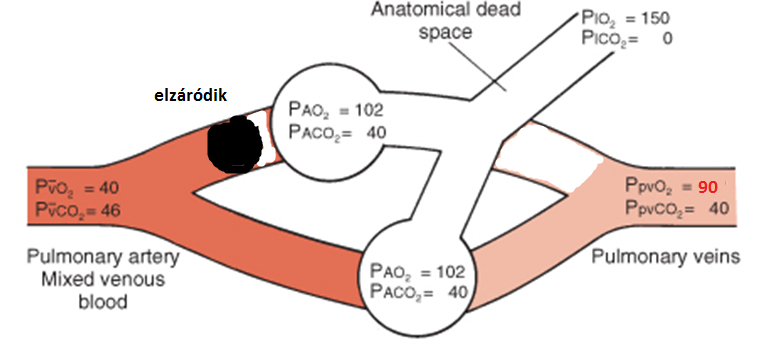 Anatomical dead
space
PIO₂ = 150
PICO₂= 0
elzáródik
PAO₂ = 102
PACO₂= 40
Pv̄O₂ = 40
Pv̄CO₂= 46
PpvO₂ = 90
PpvCO₂= 40
Pulmonary artery
Mixed venous
blood
Pulmonary veins
PAO₂ = 102
PACO₂= 40